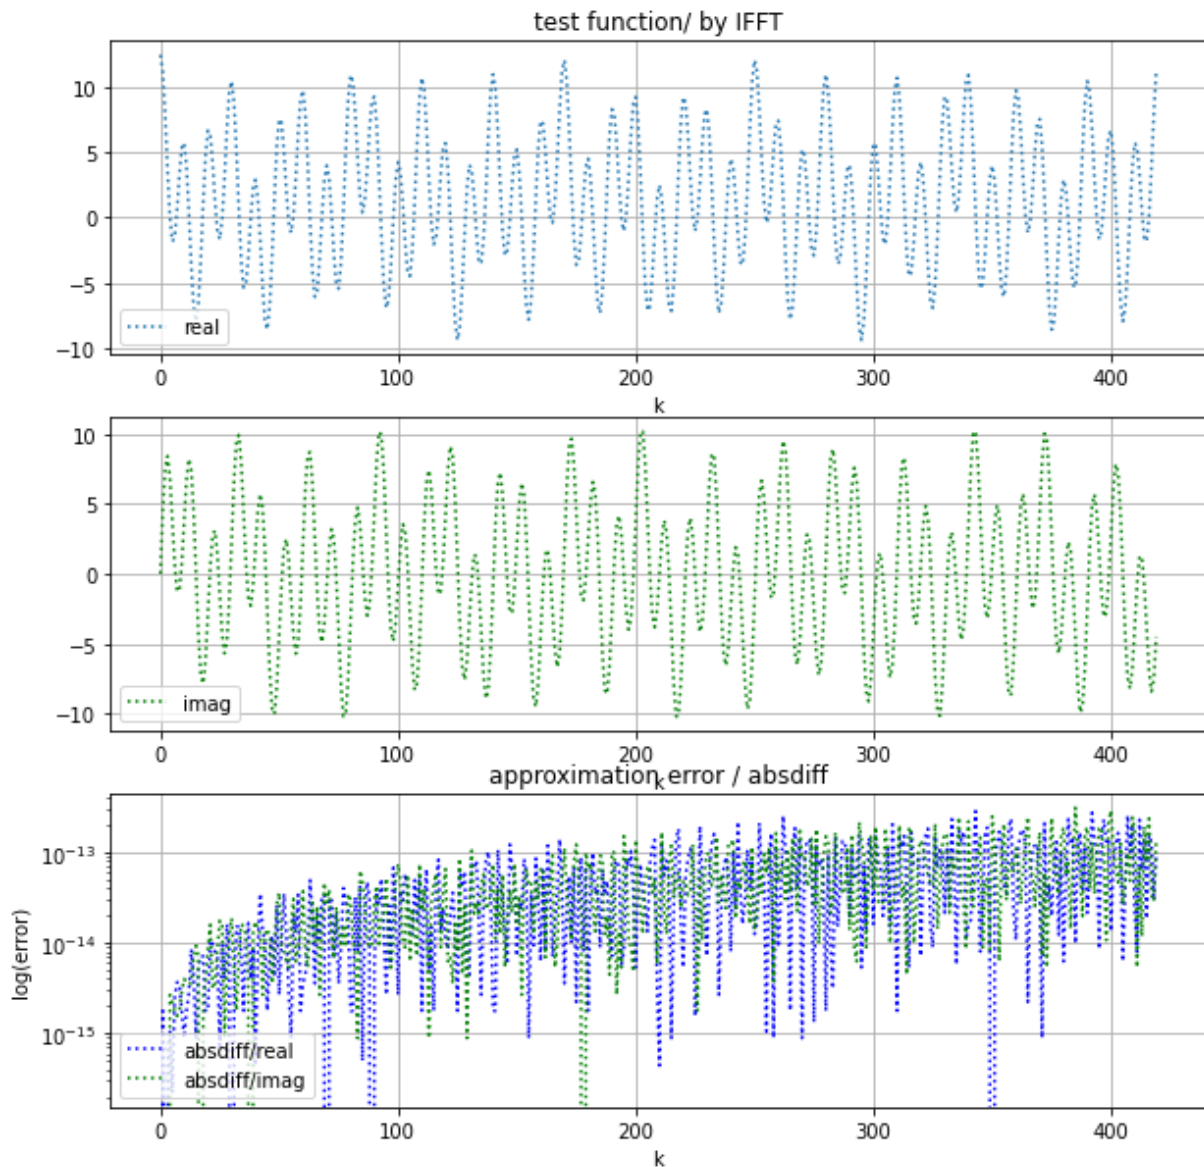 test function/ by IFFT
10
5
0
−5
−10
real
0 100 200 300 400
k
10
5
0
−5
−10
imag
0 100 200 300 400
k
approximation error / absdiff
log(error)
10−13
10−14
10−15
absdiff/real
absdiff/imag
0 100 200 300 400
k